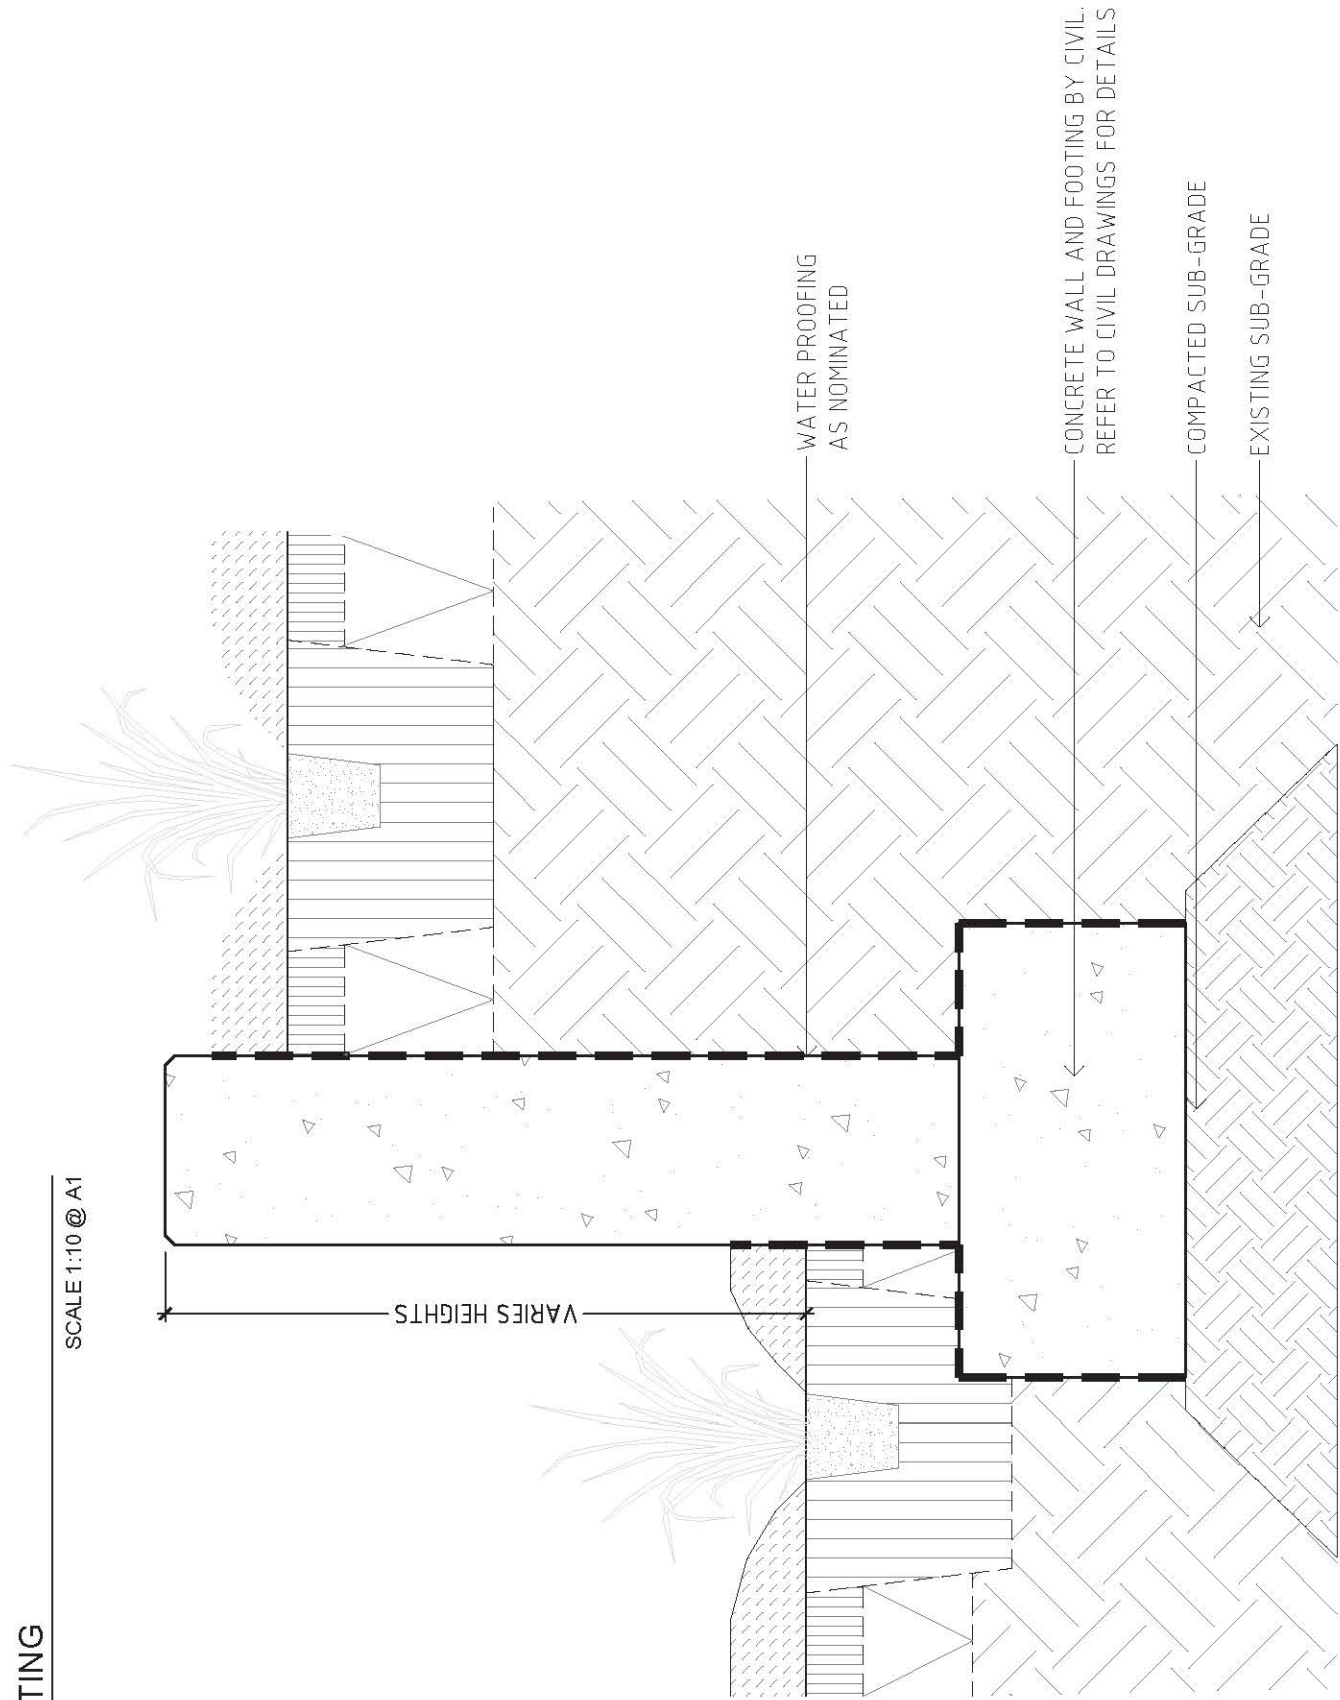 TING
SCALE 1:10 @ A1
VARIES HEIGHTS
WATER PROOFING
AS NOMINATED
CONCRETE WALL AND FOOTING BY CIVIL.
REFER TO CIVIL DRAWINGS FOR DETAILS
COMPACTED SUB-GRADE
EXISTING SUB-GRADE